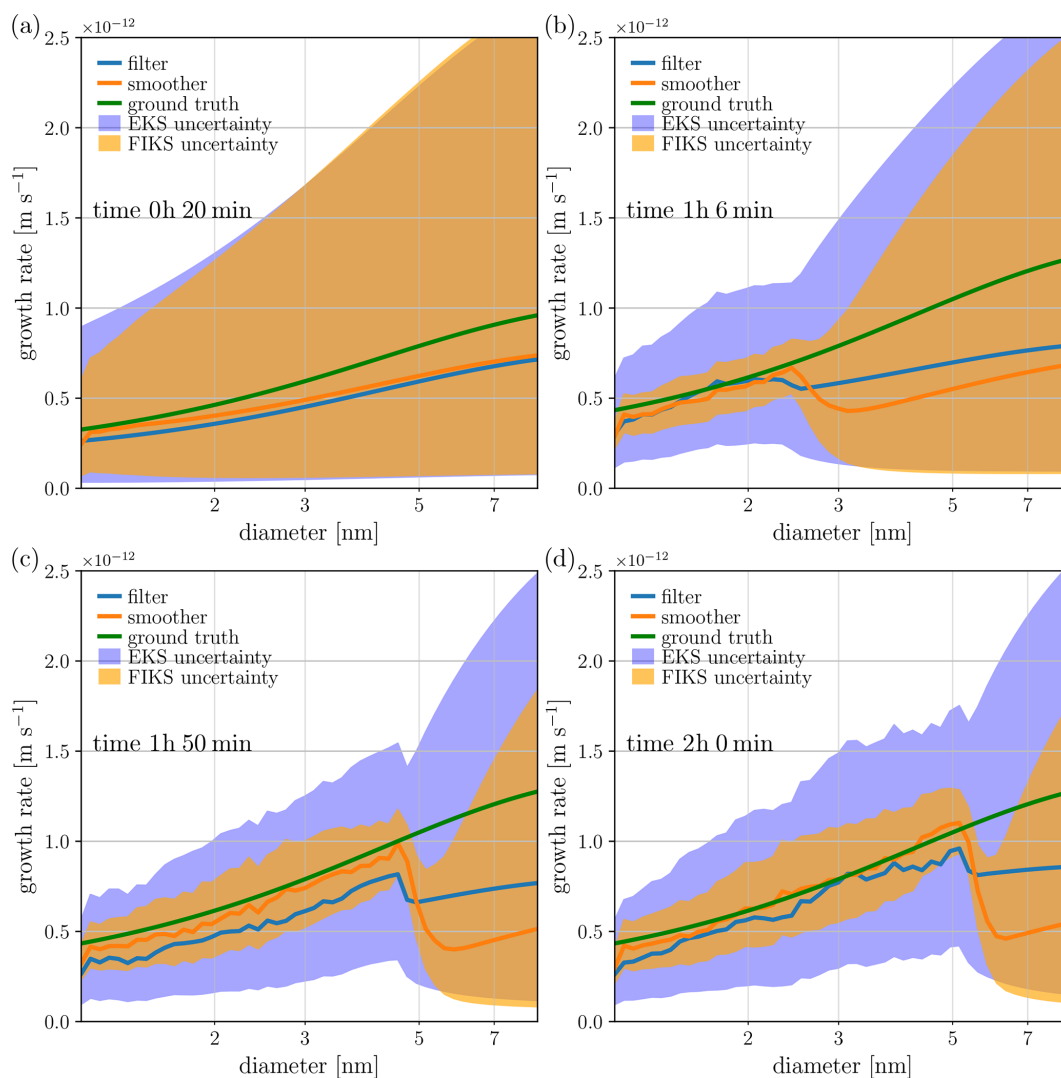 (a)
×10⁻¹²
2.5
2.0
1.5
1.0
0.5
0.0
growth rate [m s⁻¹]
filter
smoother
ground truth
EKS uncertainty
FIKS uncertainty
time 0h 20 min
2
3
5
7
diameter [nm]
(b)
×10⁻¹²
2.5
2.0
1.5
1.0
0.5
0.0
growth rate [m s⁻¹]
filter
smoother
ground truth
EKS uncertainty
FIKS uncertainty
time 1h 6 min
2
3
5
7
diameter [nm]
(c)
×10⁻¹²
2.5
2.0
1.5
1.0
0.5
0.0
growth rate [m s⁻¹]
filter
smoother
ground truth
EKS uncertainty
FIKS uncertainty
time 1h 50 min
2
3
5
7
diameter [nm]
(d)
×10⁻¹²
2.5
2.0
1.5
1.0
0.5
0.0
growth rate [m s⁻¹]
filter
smoother
ground truth
EKS uncertainty
FIKS uncertainty
time 2h 0 min
2
3
5
7
diameter [nm]